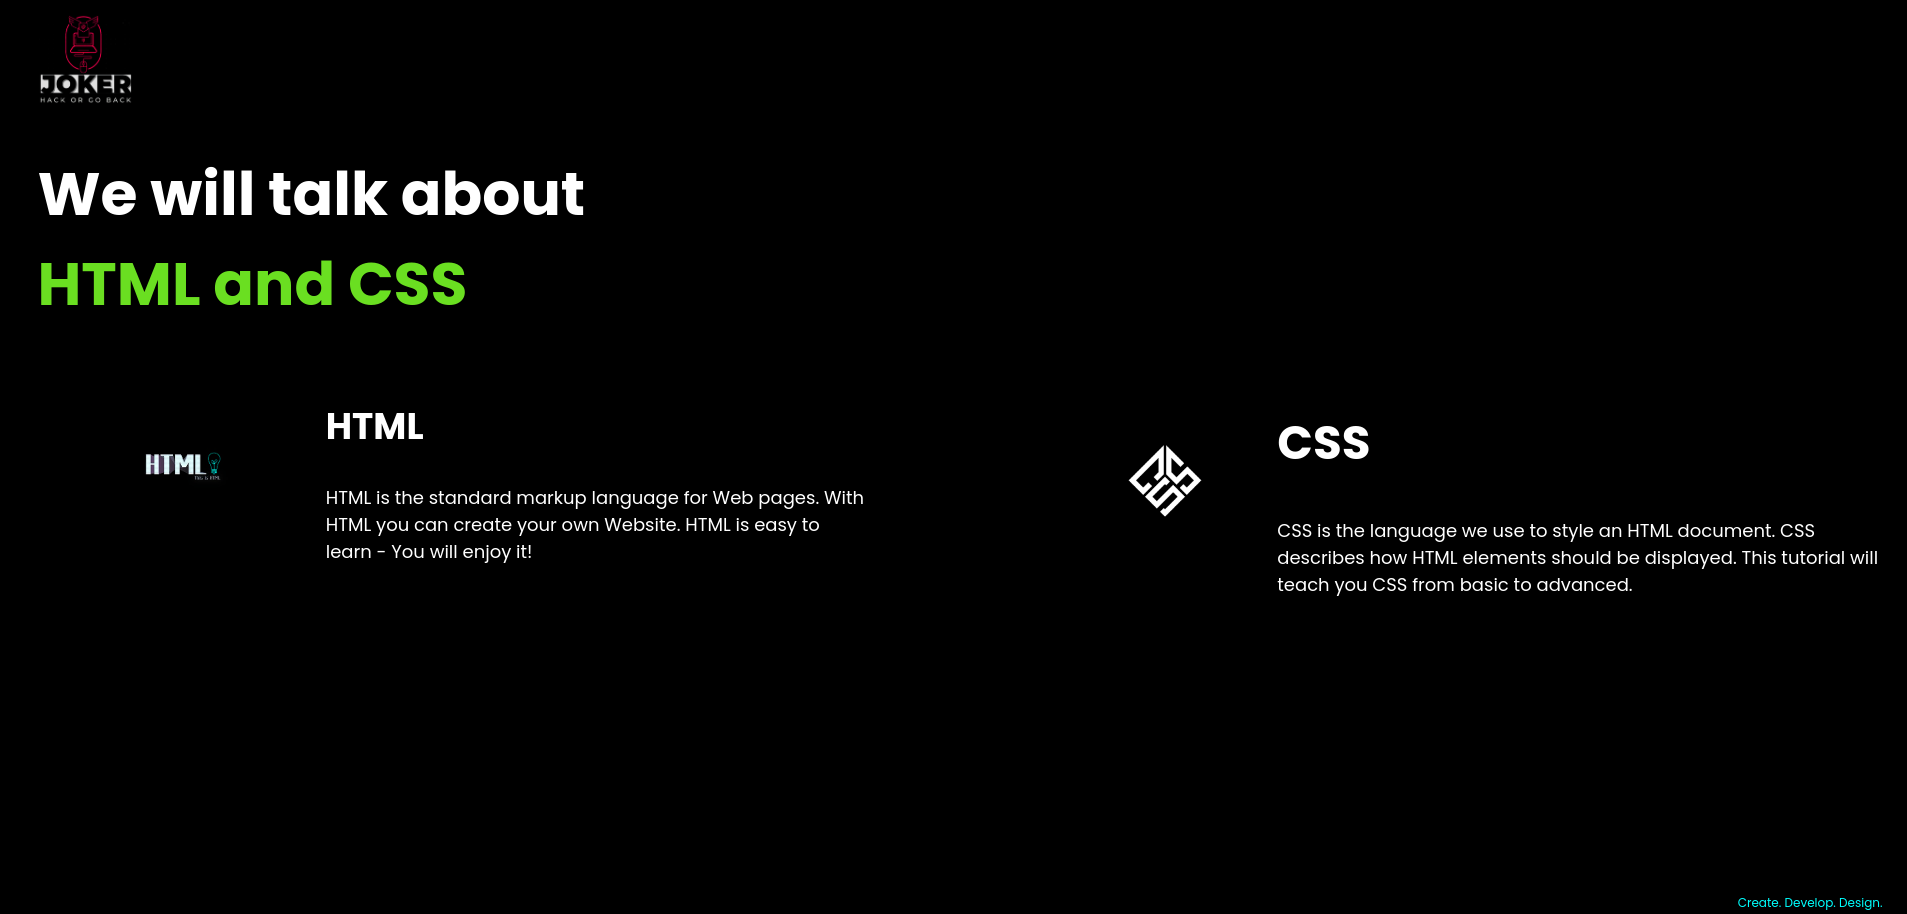 JOKER
HACK OR GO BACK
We will talk about
HTML and CSS
HTML
HTML
HTML is the standard markup language for Web pages. With
HTML you can create your own Website. HTML is easy to
learn - You will enjoy it!
CSS
CSS
CSS is the language we use to style an HTML document. CSS
describes how HTML elements should be displayed. This tutorial will
teach you CSS from basic to advanced.
Create. Develop. Design.